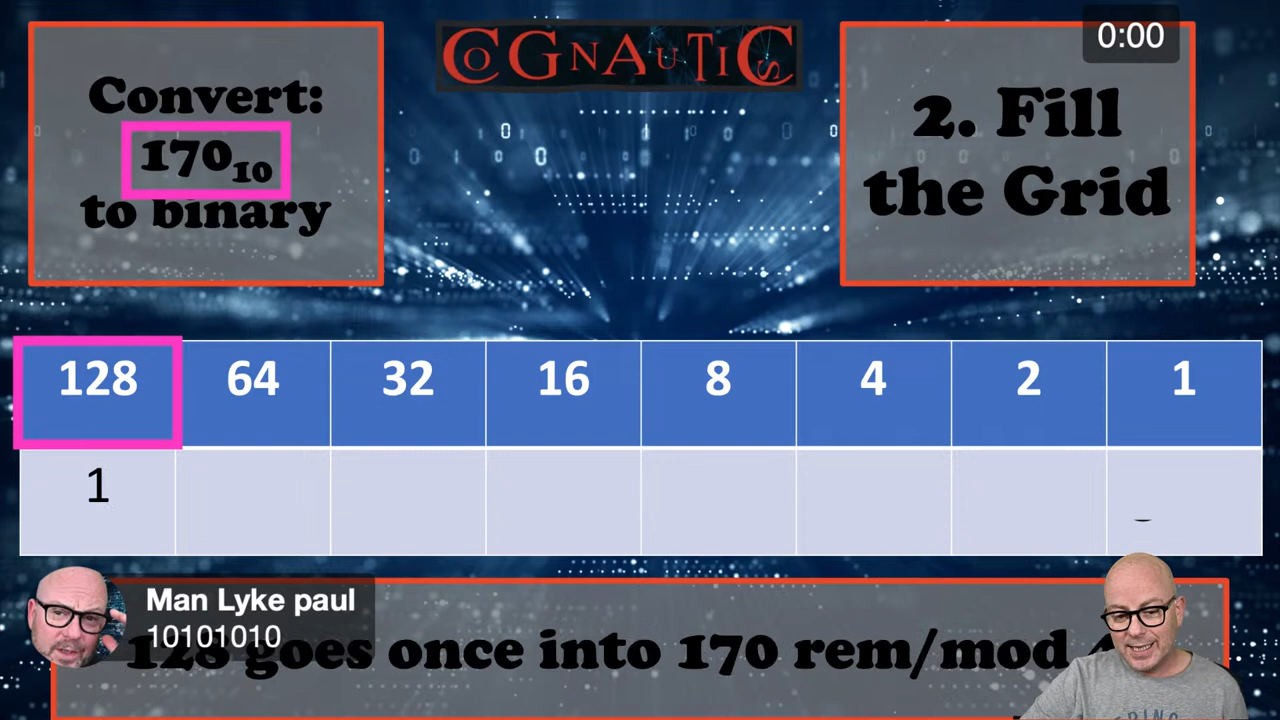 Convert:
170₁₀
to binary
COGNAUTICS
0:00
2. Fill
the Grid
128 64 32 16 8 4 2 1
1
Man Lyke paul
10101010
128 goes once into 170 rem/mod